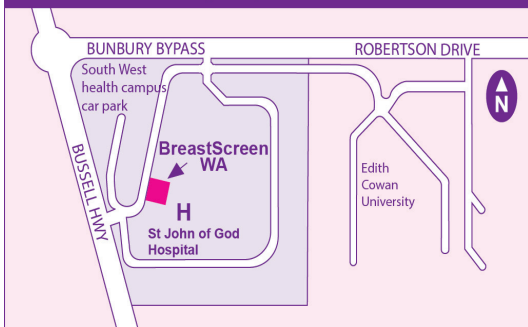 BUNBURY BYPASS
ROBERTSON DRIVE
South West
health campus
car park
N
BreastScreen
WA
Edith
Cowan
University
BUSSELL HWY
H
St John of God
Hospital